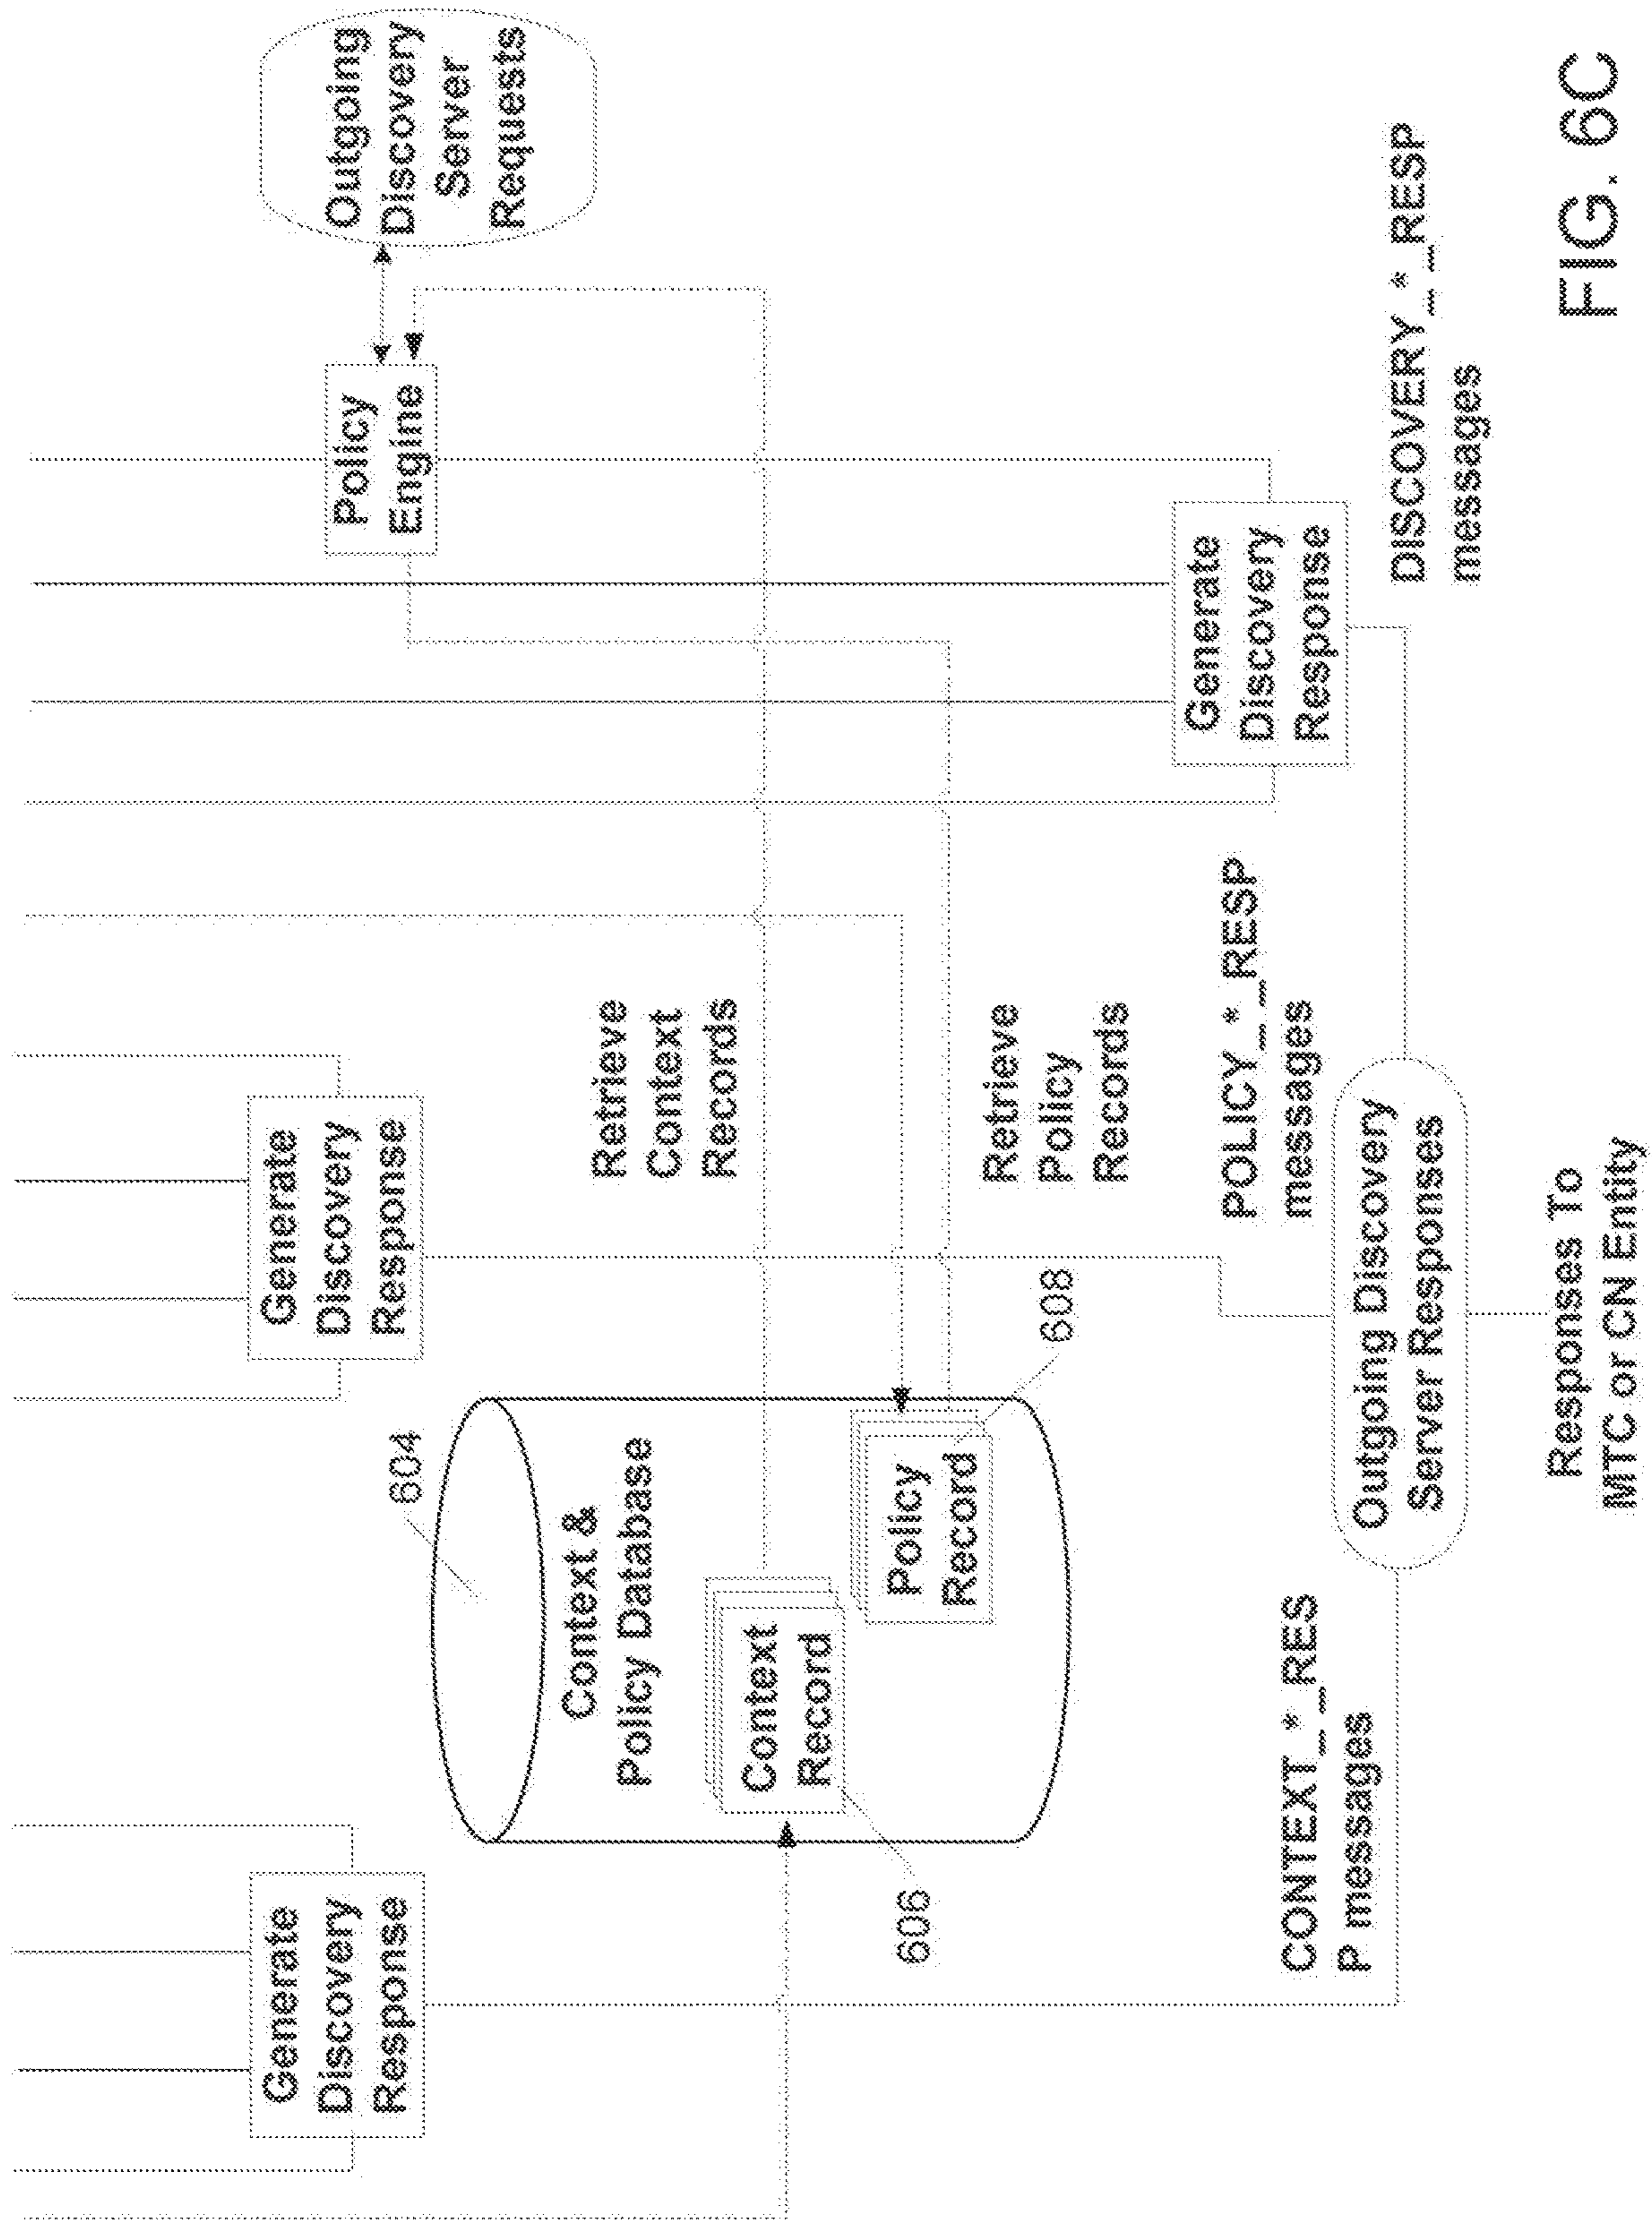 Outgoing
Discovery
Server
Requests
Policy
Engine
Generate
Discovery
Response
Generate
Discovery
Response
Generate
Discovery
Response
604
Context &
Policy Database
Context
Record
606
Policy
Record
608
Retrieve
Context
Records
Retrieve
Policy
Records
CONTEXT_*_RES
P messages
POLICY_*_RESP
messages
DISCOVERY_*_RESP
messages
Outgoing Discovery
Server Responses
Responses To
MTC or CN Entity
FIG. 6C